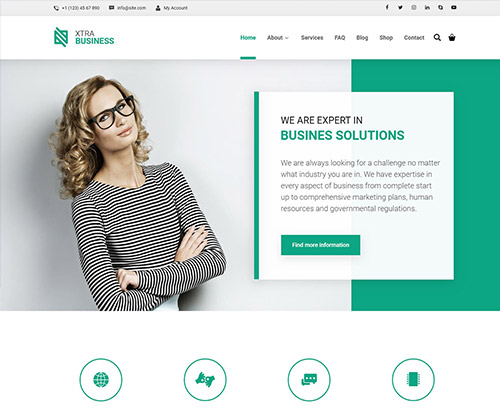 +1 (123) 45 67 890 info@site.com My Account
XTRA
BUSINESS
Home About Services FAQ Blog Shop Contact
WE ARE EXPERT IN
BUSINES SOLUTIONS
We are always looking for a challenge no matter
what industry you are in. We have expertise in
every aspect of business from complete start
up to comprehensive marketing plans, human
resources and governmental regulations.
Find more information